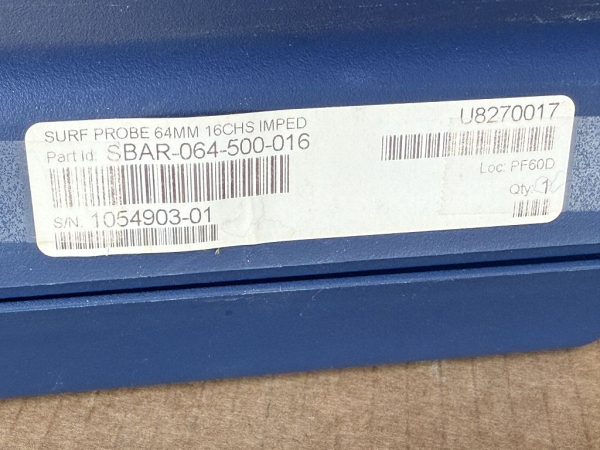 SURF PROBE 64MM 16CHS IMPED
Part id: SBAR-064-500-016
S/N: 1054903-01
U8270017
Loc: PF60D
Qty: 1